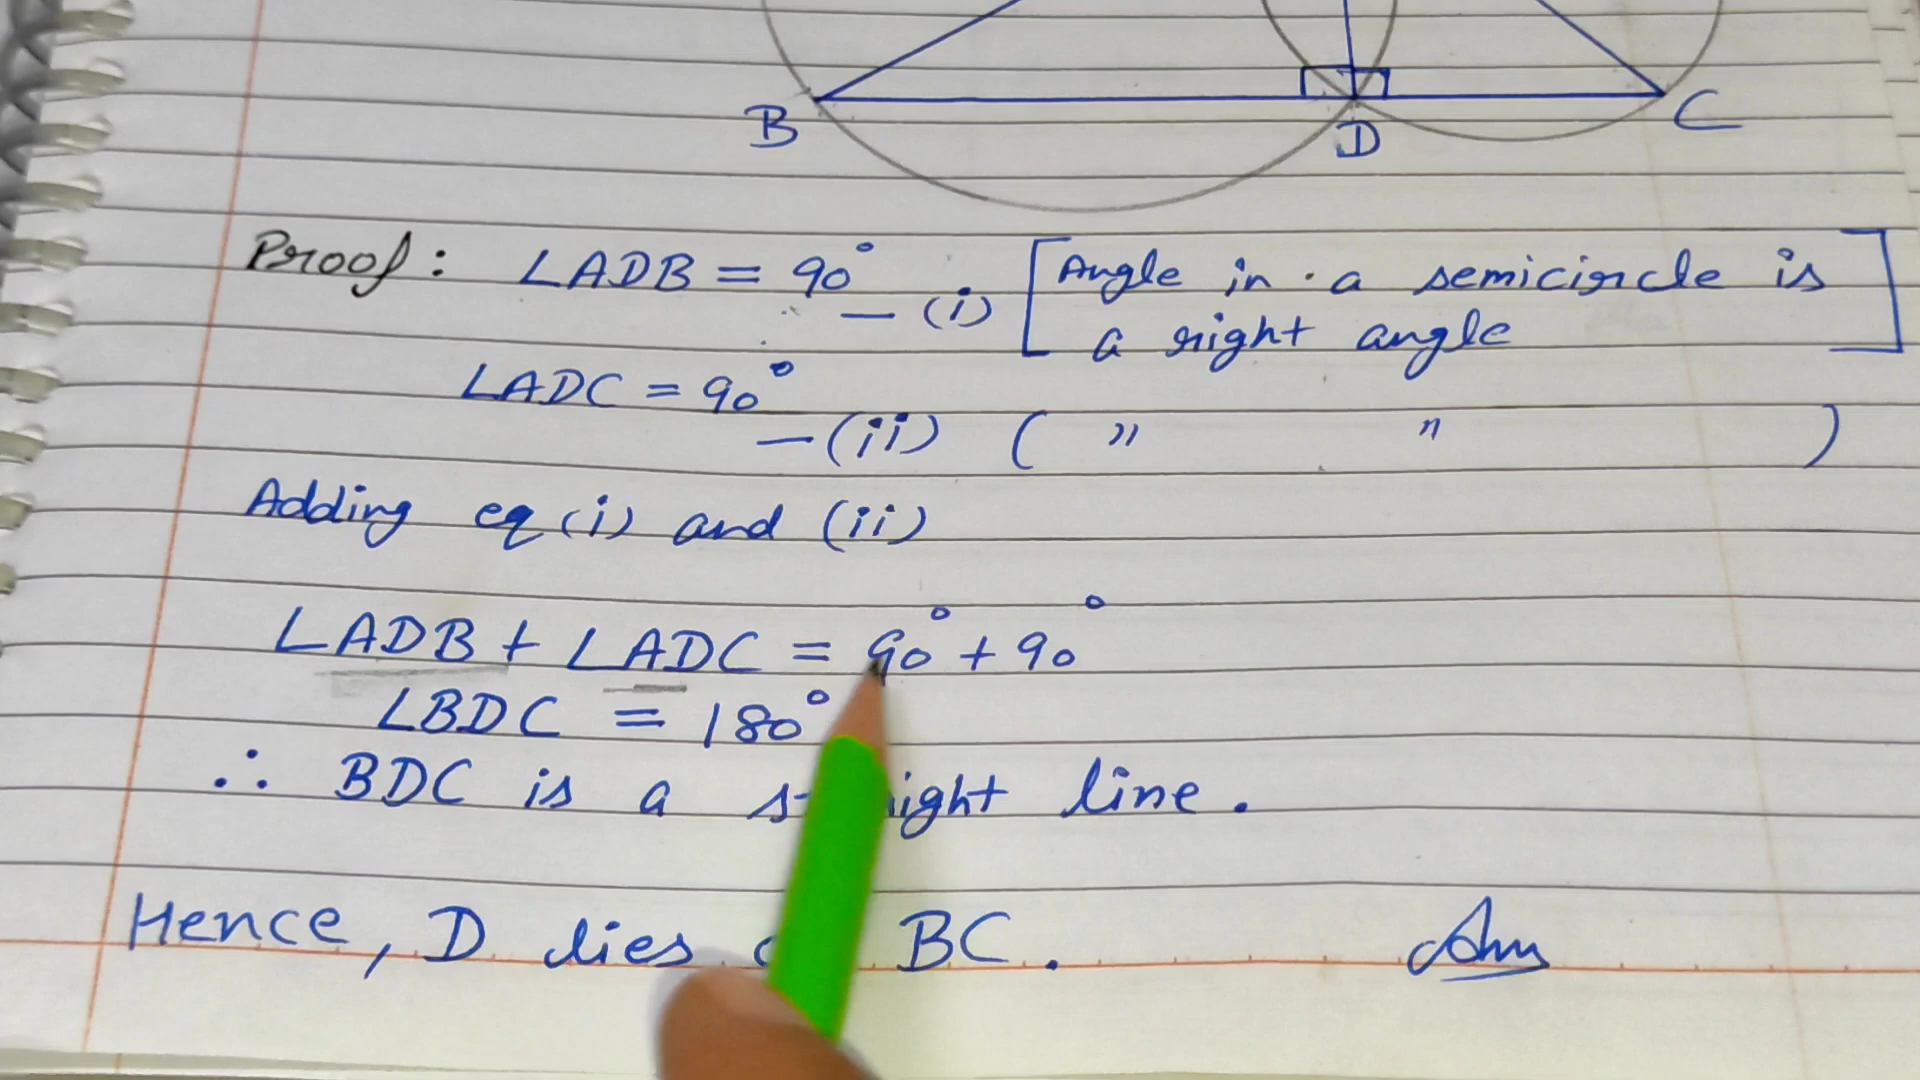 B D C
Proof: ∠ADB = 90° — (i) [Angle in a semicircle is
a right angle]
∠ADC = 90° — (ii) ( " " )
Adding eq (i) and (ii)
∠ADB + ∠ADC = 90° + 90°
∠BDC = 180°
∴ BDC is a line.
Hence, D lies BC. Ans